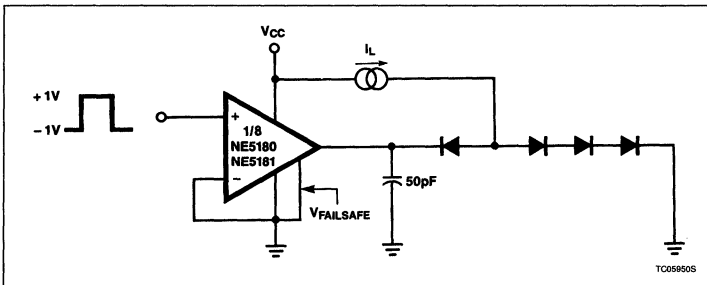 VCC
IL
+ 1V
− 1V
+
1/8
NE5180
NE5181
−
VFAILSAFE
50pF
TC05950S